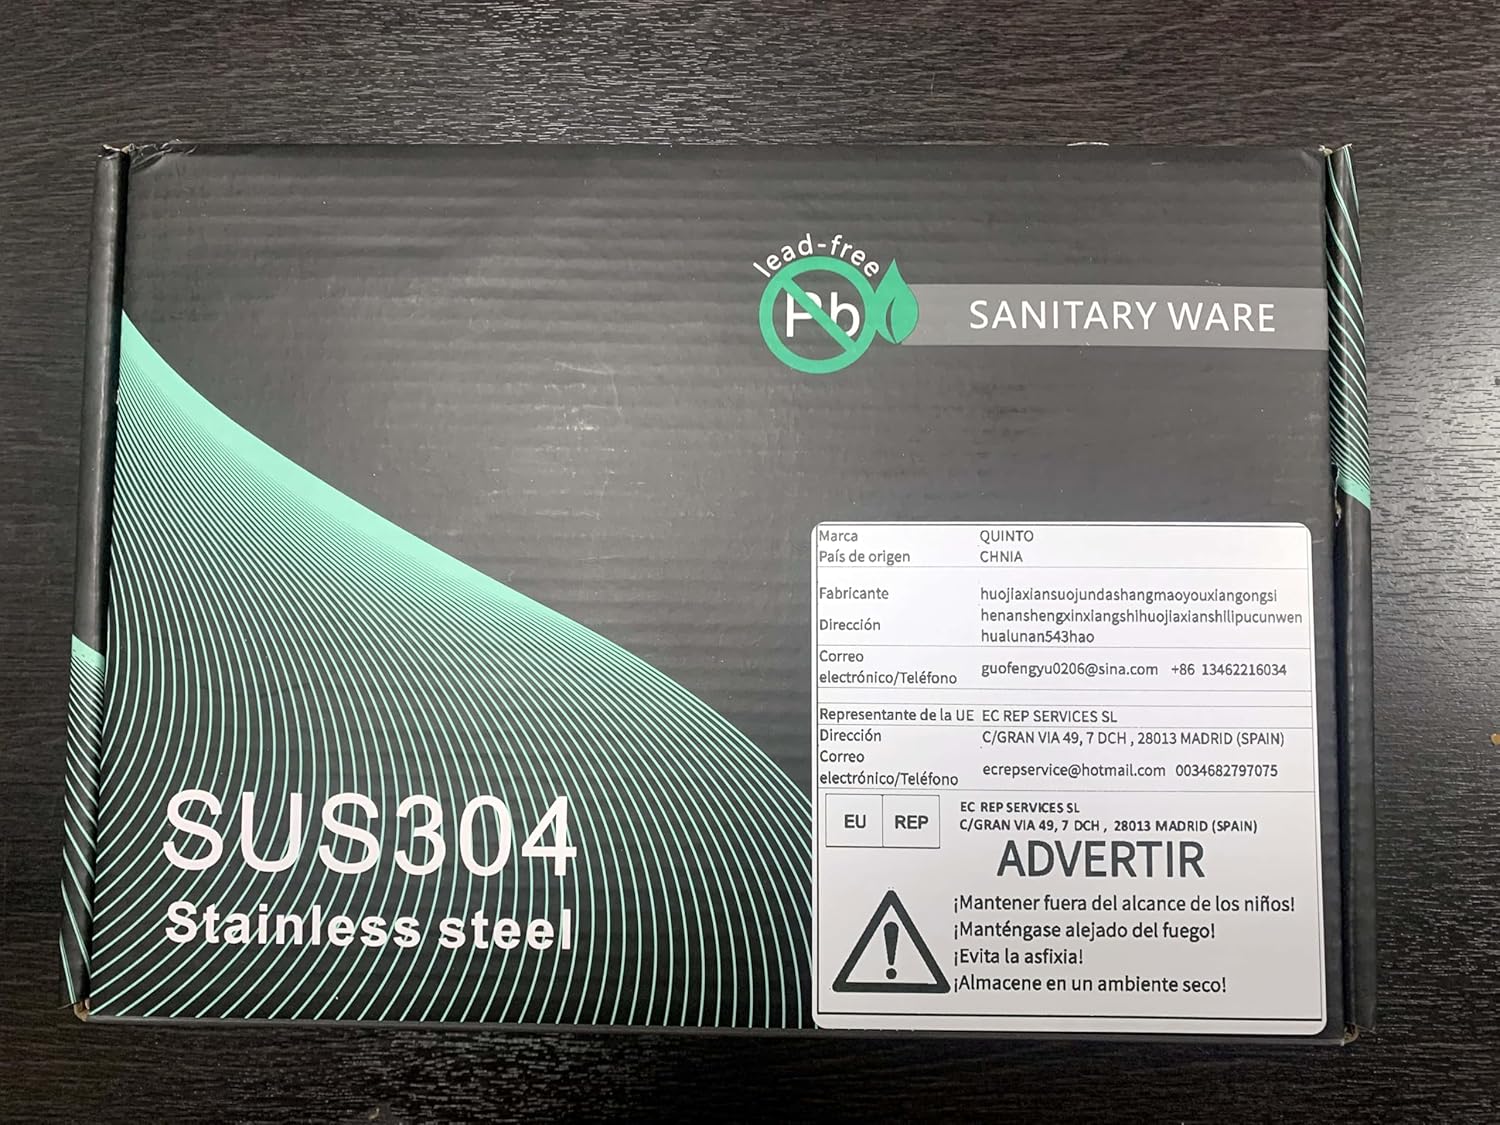 lead-free
Pb
SANITARY WARE
SUS304
Stainless steel
Marca QUINTO
País de origen CHNIA
Fabricante huojiaxiansuojundashangmaoyouxiangongsi
Dirección henanshengxinxiangshihuojiaxianshilipucunwen
hualunan543hao
Correo
electrónico/Teléfono guofengyu0206@sina.com +86 13462216034
Representante de la UE EC REP SERVICES SL
Dirección C/GRAN VIA 49, 7 DCH , 28013 MADRID (SPAIN)
Correo
electrónico/Teléfono ecrepservice@hotmail.com 0034682797075
EU REP
EC REP SERVICES SL
C/GRAN VIA 49, 7 DCH , 28013 MADRID (SPAIN)
ADVERTIR
¡Mantener fuera del alcance de los niños!
¡Manténgase alejado del fuego!
¡Evita la asfixia!
¡Almacene en un ambiente seco!